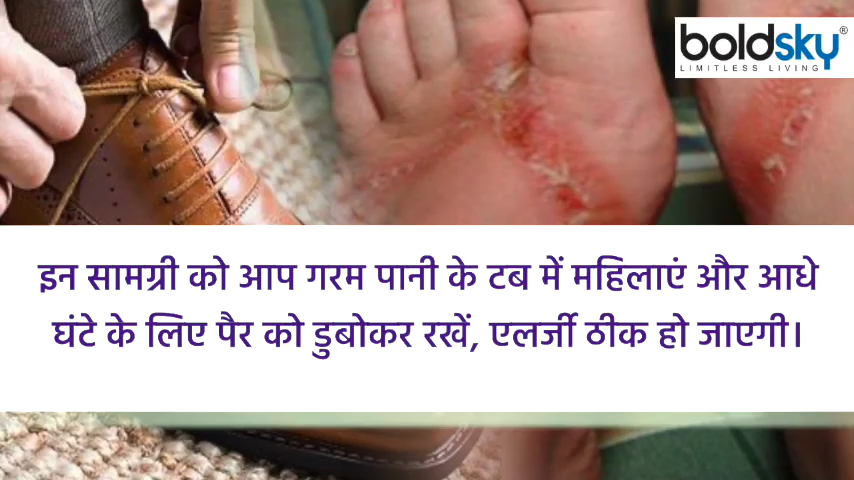 boldsky®
LIMITLESS LIVING
इन सामग्री को आप गरम पानी के टब में महिलाएं और आधे
घंटे के लिए पैर को डुबोकर रखें, एलर्जी ठीक हो जाएगी।